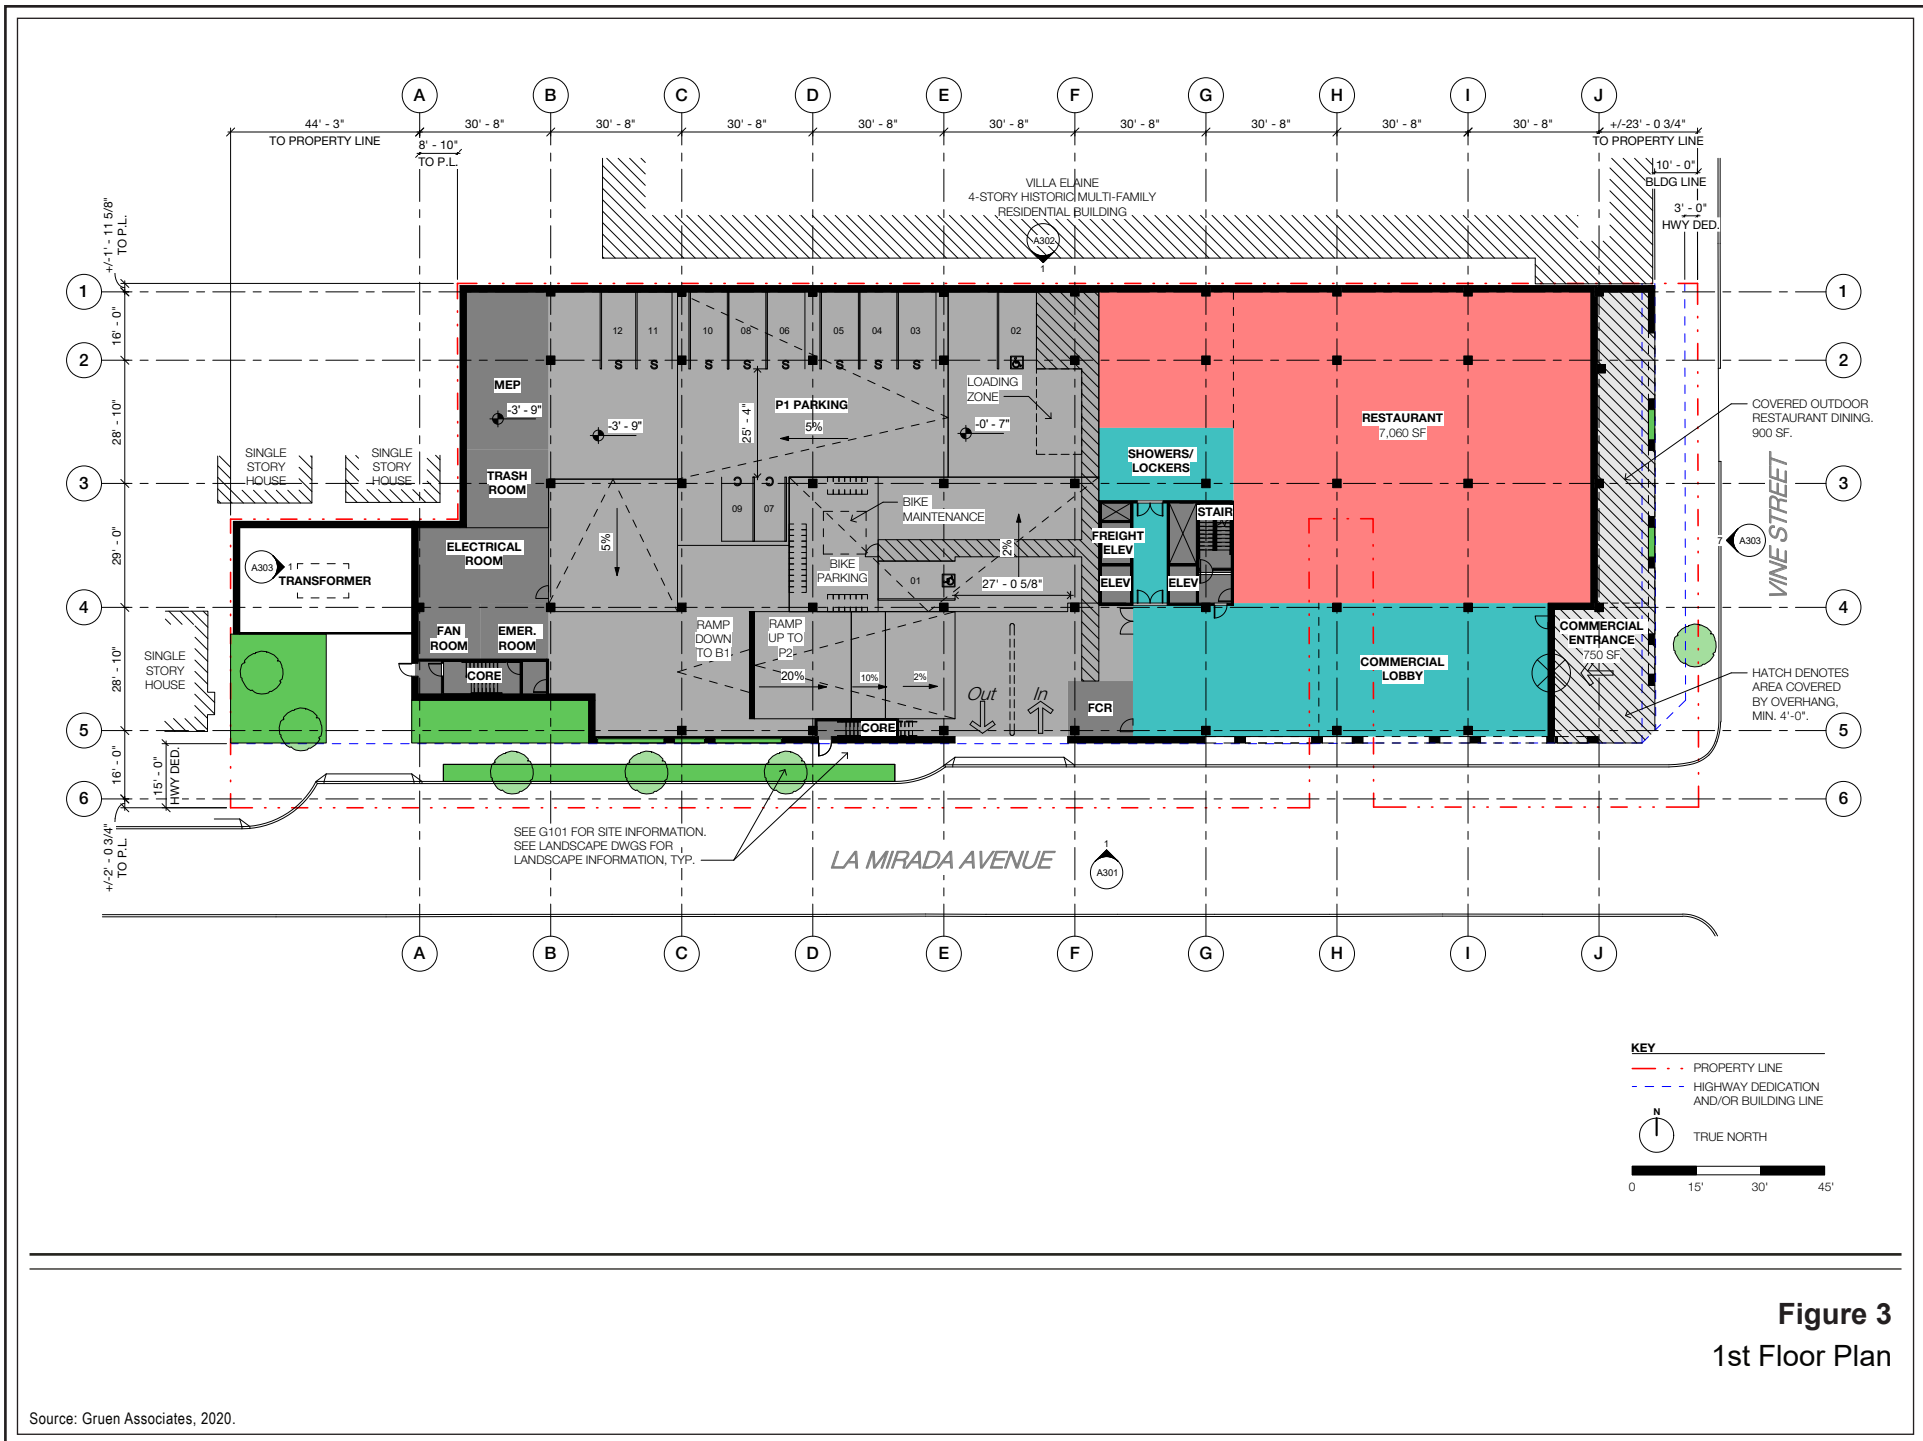 A
B
C
D
E
F
G
H
I
J
44' - 3"
TO PROPERTY LINE
30' - 8"
30' - 8"
30' - 8"
30' - 8"
30' - 8"
30' - 8"
30' - 8"
30' - 8"
30' - 8"
+/-23' - 0 3/4"
TO PROPERTY LINE
8' - 10"
TO P.L.
10' - 0"
BLDG LINE
3' - 0"
HWY DED.
+/-1' - 11 5/8"
TO P.L.
VILLA ELAINE
4-STORY HISTORIC MULTI-FAMILY
RESIDENTIAL BUILDING
A302
1
1
1
16' - 0"
12
11
10
08
06
05
04
03
02
S
S
S
S
S
S
S
S
2
2
MEP
-3' - 9"
-3' - 9"
P1 PARKING
5%
25' - 4"
LOADING
ZONE
-0' - 7"
RESTAURANT
7,060 SF
COVERED OUTDOOR
RESTAURANT DINING.
900 SF.
28' - 10"
SINGLE
STORY
HOUSE
SINGLE
STORY
HOUSE
SHOWERS/
LOCKERS
TRASH
ROOM
3
3
C
C
09
07
BIKE
MAINTENANCE
STAIR
29' - 0"
5%
2%
FREIGHT
ELEV
ELECTRICAL
ROOM
A303
1
TRANSFORMER
BIKE
PARKING
01
27' - 0 5/8"
ELEV
ELEV
7
A303
VINE STREET
4
4
FAN
ROOM
EMER.
ROOM
RAMP
DOWN
TO B1
RAMP
UP TO
P2
COMMERCIAL
ENTRANCE
750 SF
28' - 10"
SINGLE
STORY
HOUSE
CORE
20%
10%
2%
COMMERCIAL
LOBBY
HATCH DENOTES
AREA COVERED
BY OVERHANG,
MIN. 4'-0".
Out
In
FCR
CORE
5
5
15' - 0"
HWY DED.
16' - 0"
6
6
+/-2' - 0 3/4"
TO P.L.
SEE G101 FOR SITE INFORMATION.
SEE LANDSCAPE DWGS FOR
LANDSCAPE INFORMATION, TYP.
LA MIRADA AVENUE
1
A301
A
B
C
D
E
F
G
H
I
J
KEY
PROPERTY LINE
HIGHWAY DEDICATION
AND/OR BUILDING LINE
N
TRUE NORTH
0
15'
30'
45'
Figure 3
1st Floor Plan
Source: Gruen Associates, 2020.